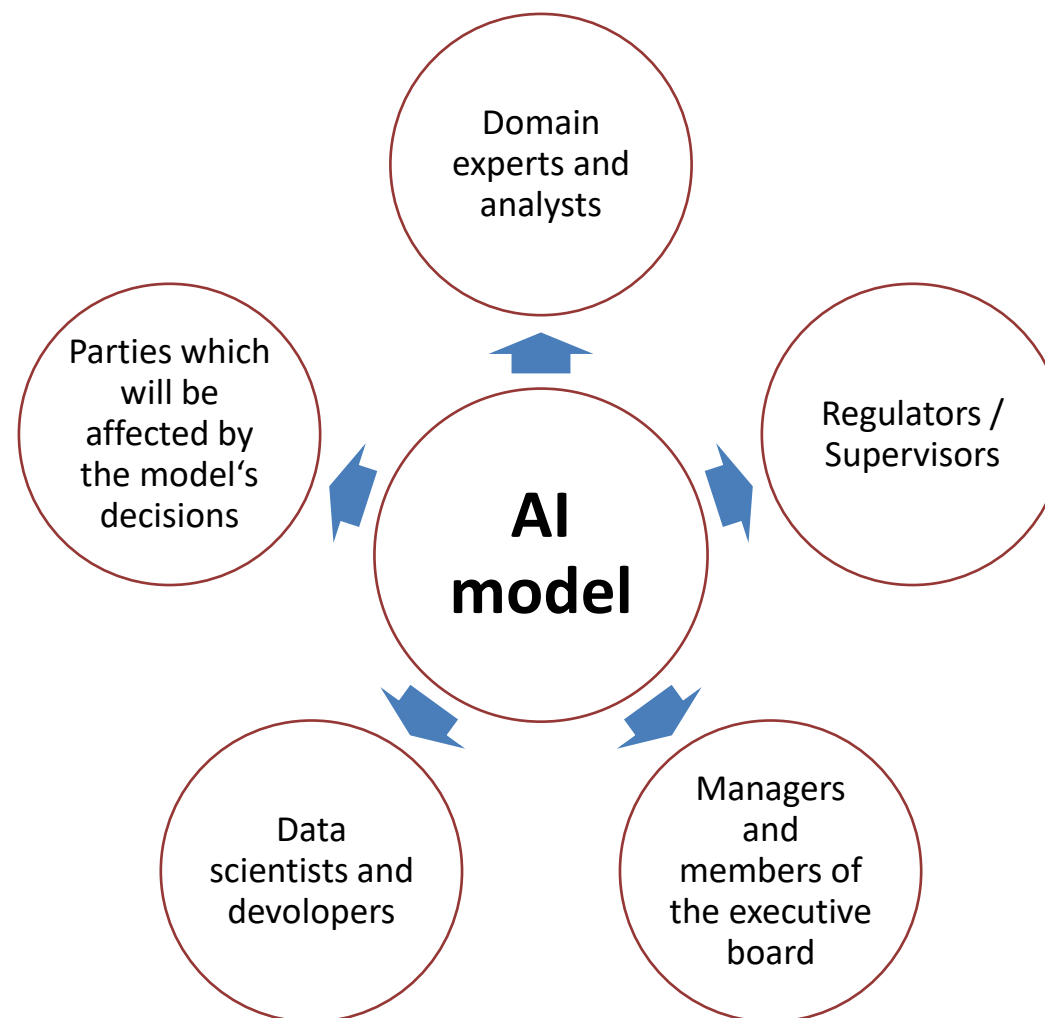 Domain
experts and
analysts
Parties which
will be
affected by
the model‘s
decisions
Regulators /
Supervisors
AI
model
Data
scientists and
devolopers
Managers
and
members of
the executive
board